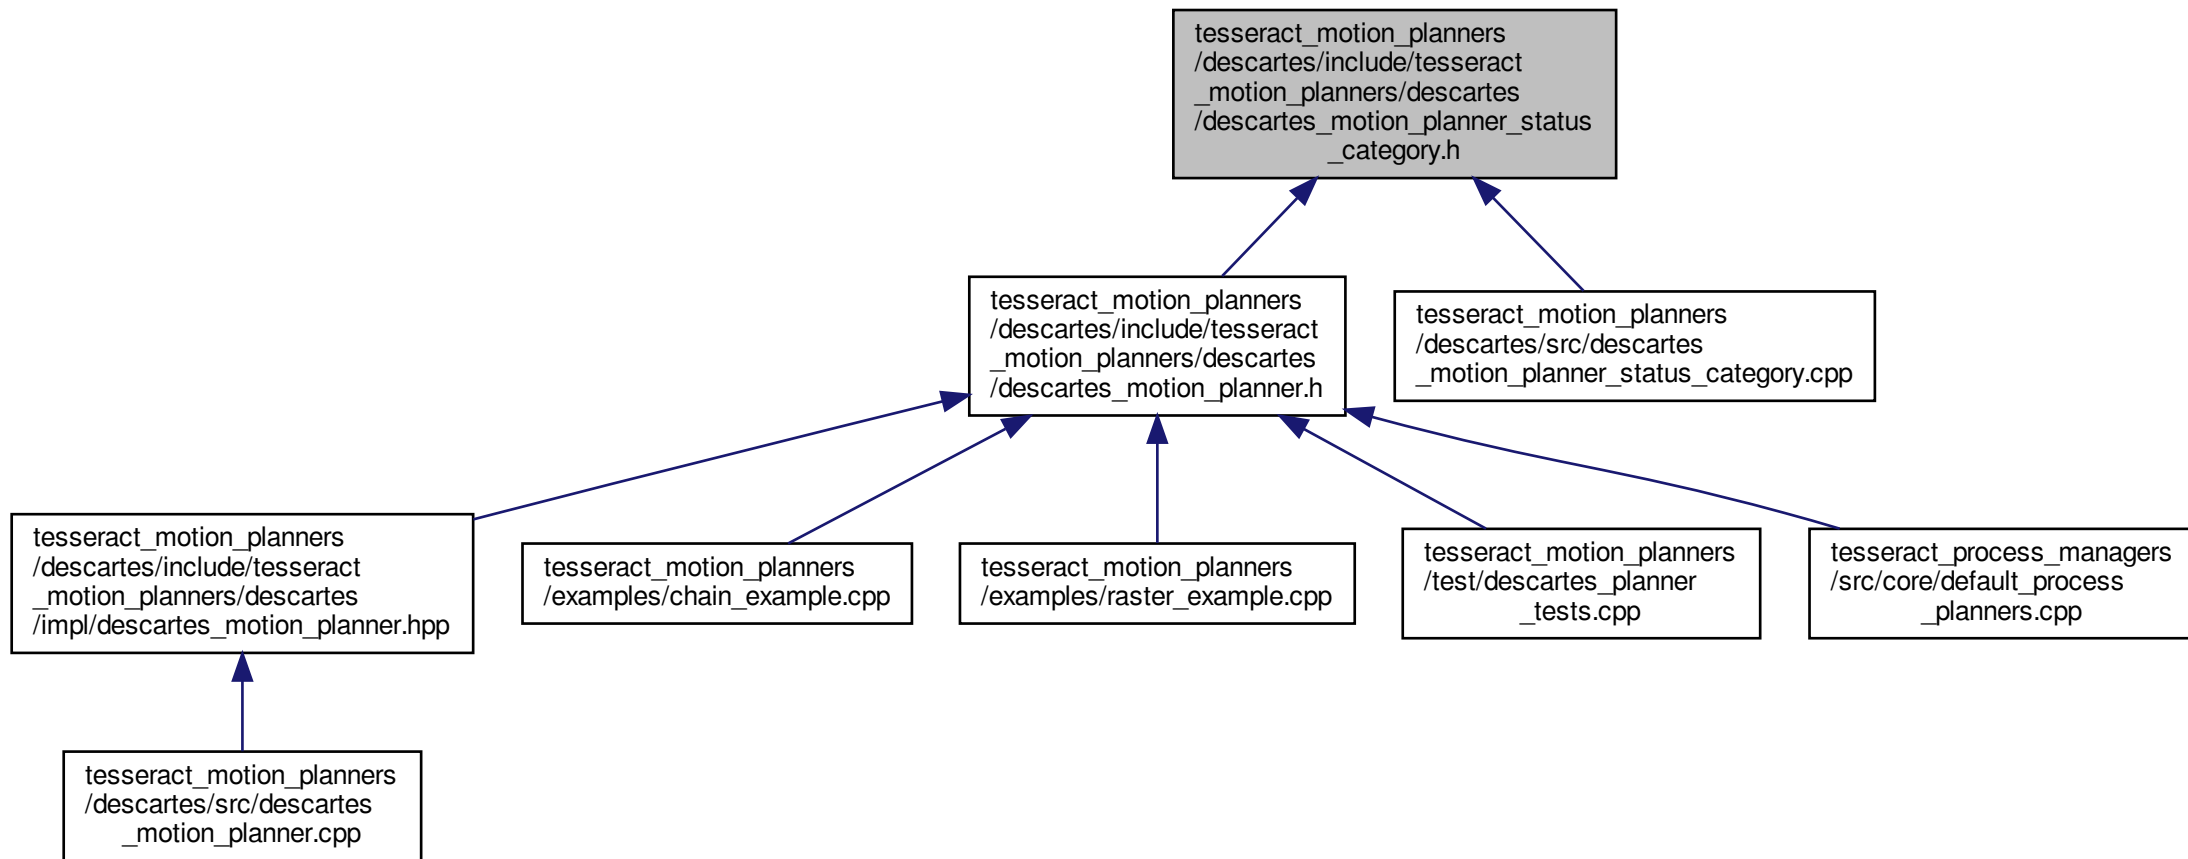 tesseract_motion_planners
/descartes/include/tesseract
_motion_planners/descartes
/descartes_motion_planner_status
_category.h
tesseract_motion_planners
/descartes/include/tesseract
_motion_planners/descartes
/descartes_motion_planner.h
tesseract_motion_planners
/descartes/src/descartes
_motion_planner_status_category.cpp
tesseract_motion_planners
/descartes/include/tesseract
_motion_planners/descartes
/impl/descartes_motion_planner.hpp
tesseract_motion_planners
/examples/chain_example.cpp
tesseract_motion_planners
/examples/raster_example.cpp
tesseract_motion_planners
/test/descartes_planner
_tests.cpp
tesseract_process_managers
/src/core/default_process
_planners.cpp
tesseract_motion_planners
/descartes/src/descartes
_motion_planner.cpp